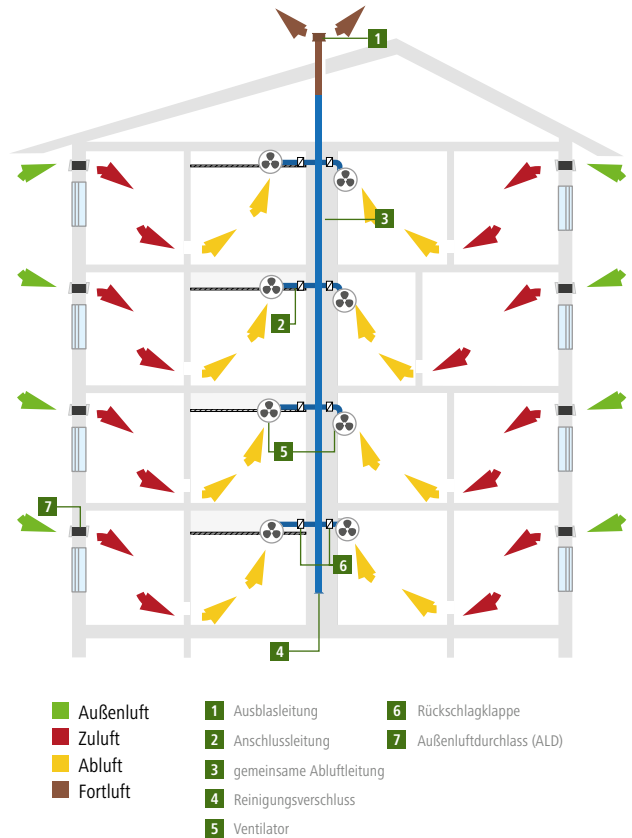 1
3
2
5
7
6
4
Außenluft
Zuluft
Abluft
Fortluft
1 Ausblasleitung
2 Anschlussleitung
3 gemeinsame Abluftleitung
4 Reinigungsverschluss
5 Ventilator
6 Rückschlagklappe
7 Außenluftdurchlass (ALD)